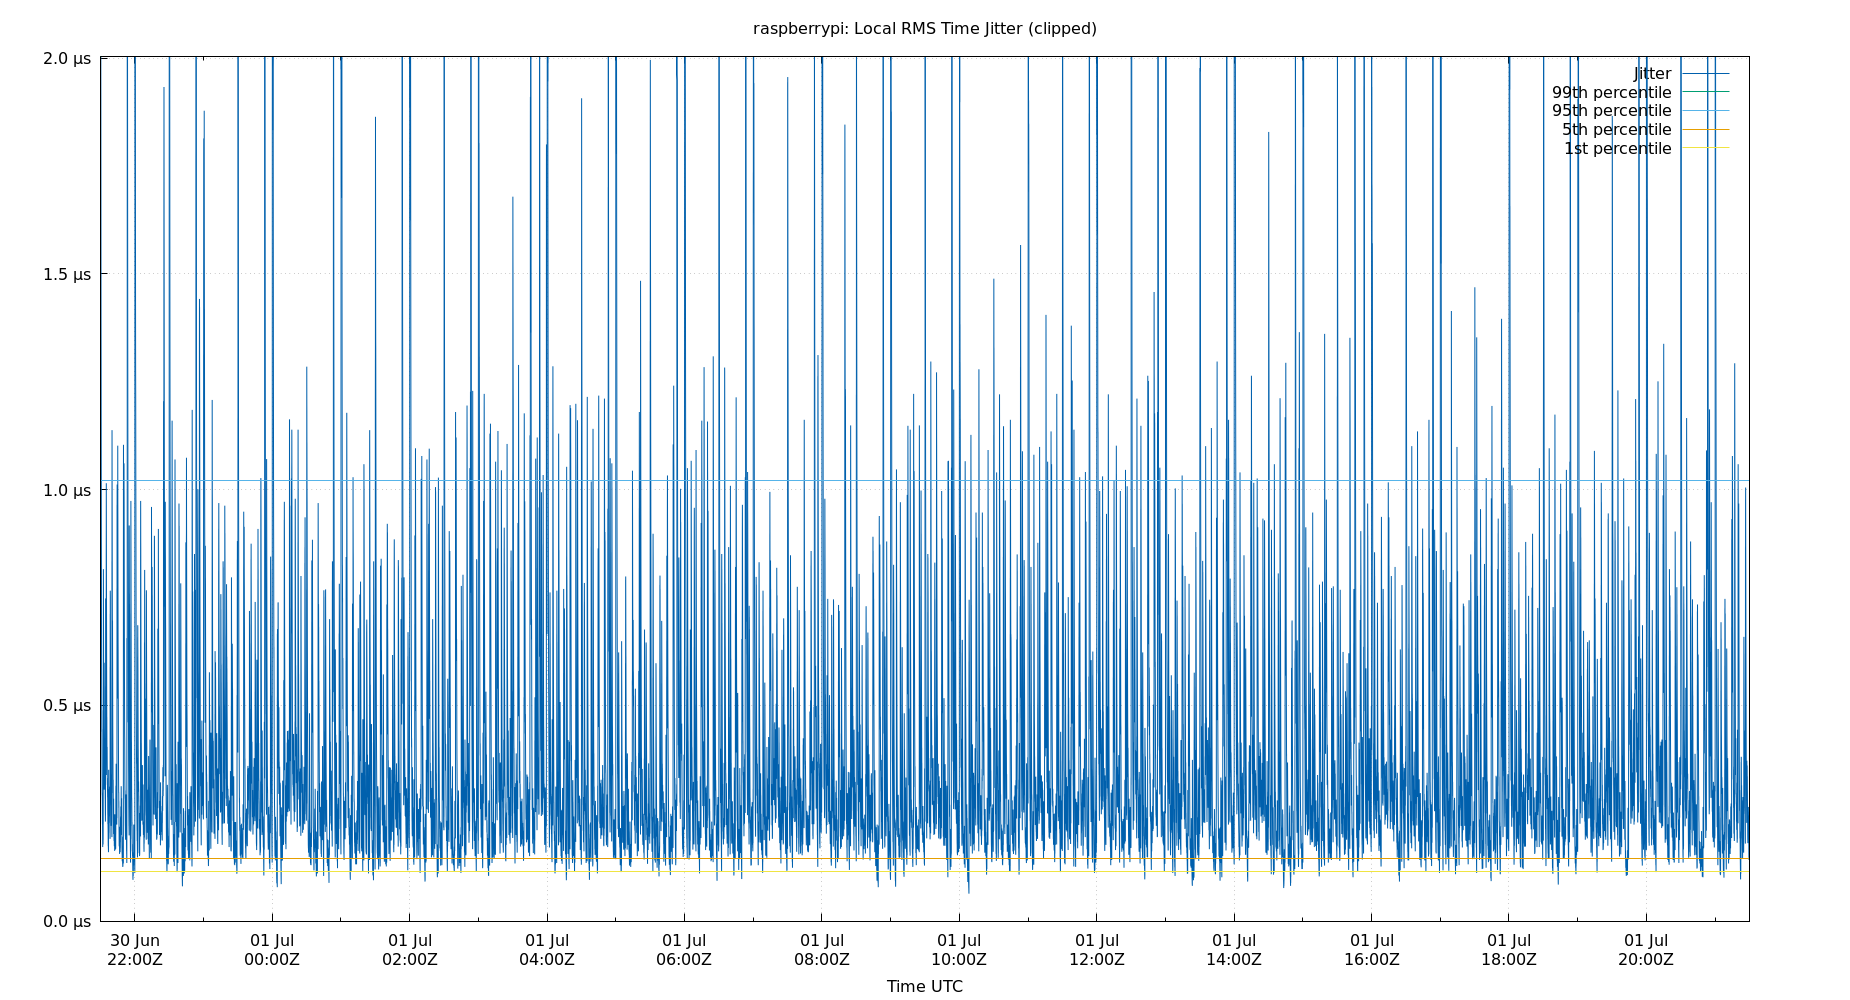 raspberrypi: Local RMS Time Jitter (clipped)
2.0 µs
1.5 µs
1.0 µs
0.5 µs
0.0 µs
Jitter
99th percentile
95th percentile
5th percentile
1st percentile
30 Jun 01 Jul 01 Jul 01 Jul 01 Jul 01 Jul 01 Jul 01 Jul 01 Jul 01 Jul 01 Jul 01 Jul
22:00Z 00:00Z 02:00Z 04:00Z 06:00Z 08:00Z 10:00Z 12:00Z 14:00Z 16:00Z 18:00Z 20:00Z
Time UTC